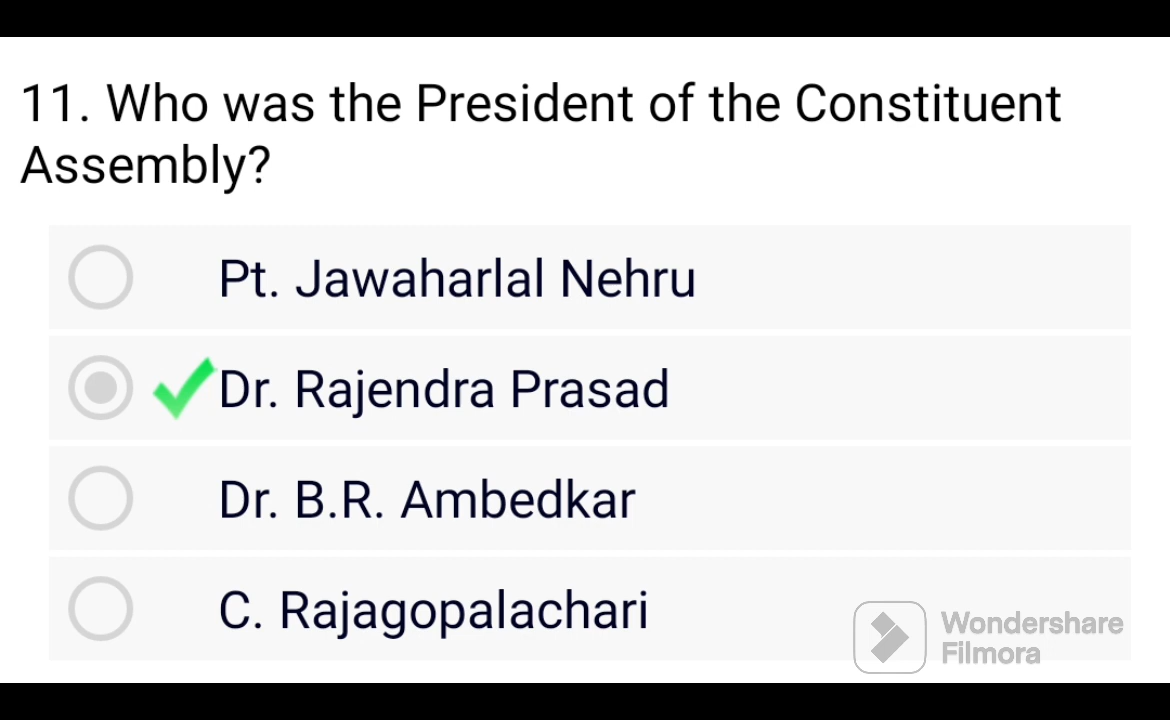 11. Who was the President of the Constituent
Assembly?
Pt. Jawaharlal Nehru
Dr. Rajendra Prasad
Dr. B.R. Ambedkar
C. Rajagopalachari
Wondershare
Filmora